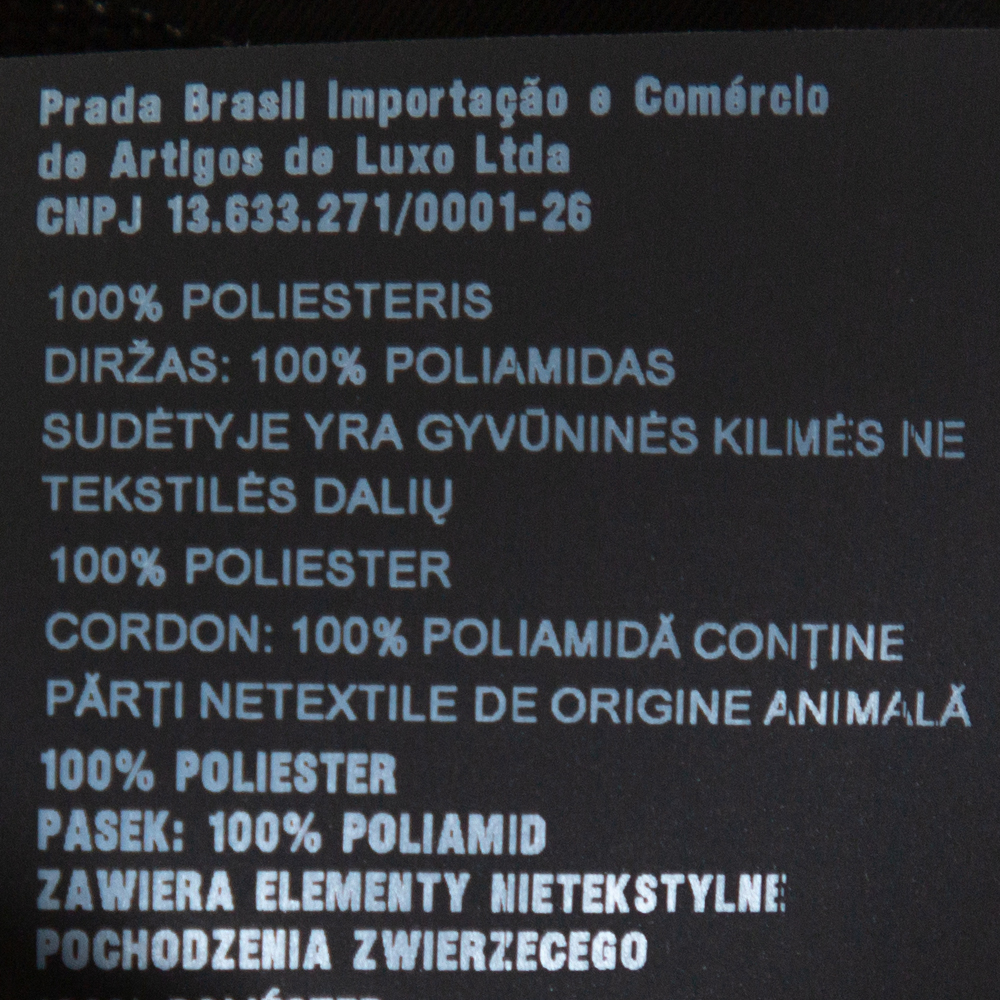 Prada Brasil Importação e Comércio
de Artigos de Luxo Ltda
CNPJ 13.633.271/0001-26
100% POLIESTERIS
DIRŽAS: 100% POLIAMIDAS
SUDĖTYJE YRA GYVŪNINĖS KILMĖS NE
TEKSTILĖS DALIŲ
100% POLIESTER
CORDON: 100% POLIAMIDĂ CONȚINE
PĂRȚI NETEXTILE DE ORIGINE ANIMALĂ
100% POLIESTER
PASEK: 100% POLIAMID
ZAWIERA ELEMENTY NIETEKSTYLNE
POCHODZENIA ZWIERZECEGO